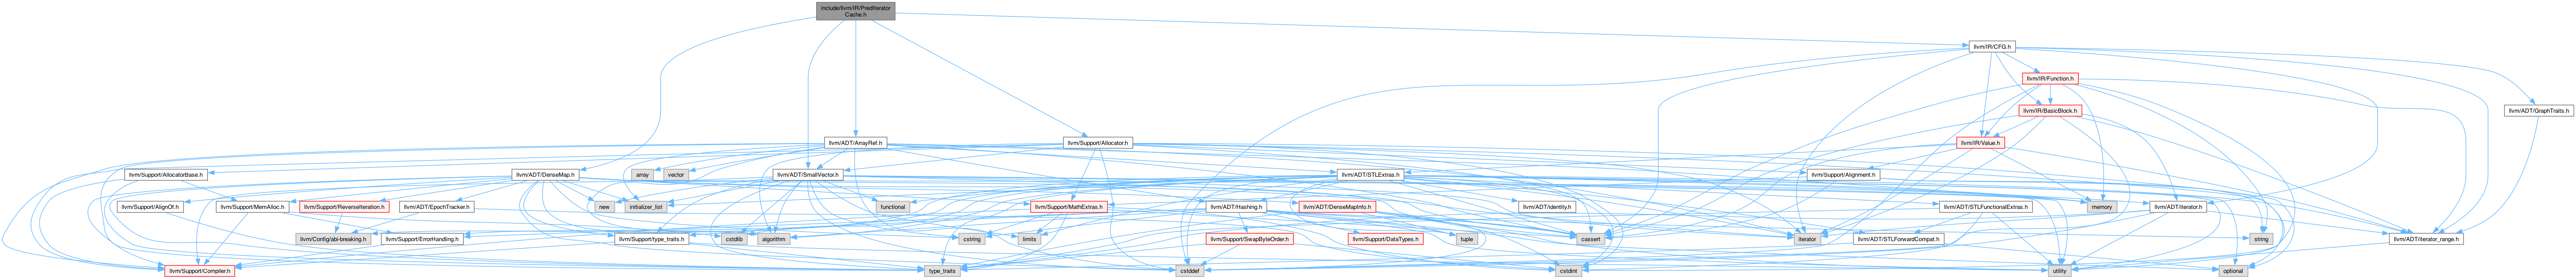 include/llvm/IR/PredIterator
Cache.h
llvm/IR/CFG.h
llvm/IR/Function.h
llvm/IR/BasicBlock.h
llvm/ADT/GraphTraits.h
llvm/ADT/ArrayRef.h
llvm/Support/Allocator.h
llvm/IR/Value.h
llvm/Support/AllocatorBase.h
llvm/ADT/DenseMap.h
array
vector
llvm/ADT/SmallVector.h
llvm/ADT/STLExtras.h
llvm/Support/Alignment.h
llvm/Support/AlignOf.h
llvm/Support/MemAlloc.h
llvm/Support/ReverseIteration.h
llvm/ADT/EpochTracker.h
new
initializer_list
functional
llvm/Support/MathExtras.h
llvm/ADT/Hashing.h
llvm/ADT/DenseMapInfo.h
llvm/ADT/identity.h
llvm/ADT/STLFunctionalExtras.h
memory
llvm/ADT/iterator.h
llvm/Config/abi-breaking.h
llvm/Support/ErrorHandling.h
llvm/Support/type_traits.h
cstdlib
algorithm
cstring
limits
llvm/Support/SwapByteOrder.h
llvm/Support/DataTypes.h
tuple
cassert
iterator
llvm/ADT/STLForwardCompat.h
string
llvm/ADT/iterator_range.h
llvm/Support/Compiler.h
type_traits
cstddef
cstdint
utility
optional